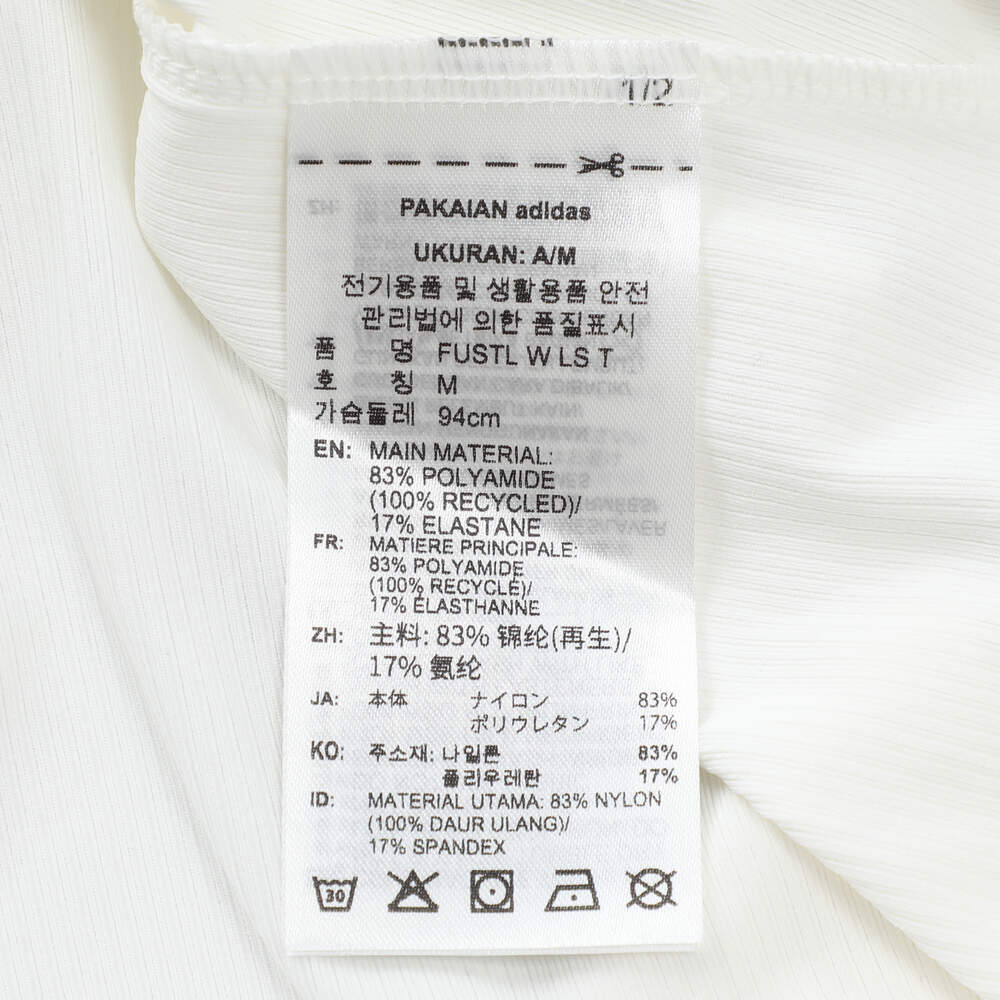 1/2
PAKAIAN adidas
UKURAN: A/M
전기용품 및 생활용품 안전
관리법에 의한 품질표시
품 명 FUSTL W LS T
호 칭 M
가슴둘레 94cm
EN: MAIN MATERIAL:
83% POLYAMIDE
(100% RECYCLED)/
17% ELASTANE
FR: MATIERE PRINCIPALE:
83% POLYAMIDE
(100% RECYCLÉ)/
17% ÉLASTHANNE
ZH: 主料: 83% 锦纶(再生)/
17% 氨纶
JA: 本体 ナイロン 83%
ポリウレタン 17%
KO: 주소재: 나일론 83%
폴리우레탄 17%
ID: MATERIAL UTAMA: 83% NYLON
(100% DAUR ULANG)/
17% SPANDEX
30